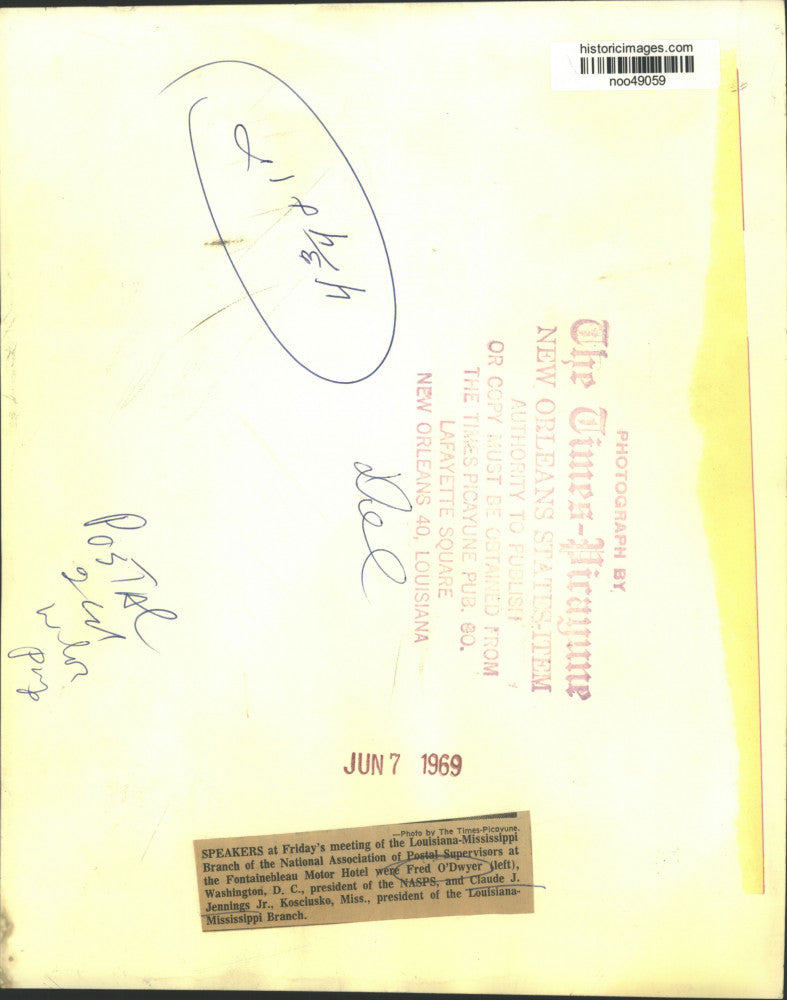 historicimages.com
noo49059
PHOTOGRAPH BY
The Times-Picayune
NEW ORLEANS STATES-ITEM
AUTHORITY TO PUBLISH
OR COPY MUST BE OBTAINED FROM
THE TIMES PICAYUNE PUB. CO.
LAFAYETTE SQUARE
NEW ORLEANS 40, LOUISIANA
POSTAL
JUN 7 1969
—Photo by The Times-Picayune.
SPEAKERS at Friday's meeting of the Louisiana-Mississippi
Branch of the National Association of Postal Supervisors at
the Fontainebleau Motor Hotel were Fred O'Dwyer (left),
Washington, D. C., president of the NASPS, and Claude J.
Jennings Jr., Kosciusko, Miss., president of the Louisiana-
Mississippi Branch.